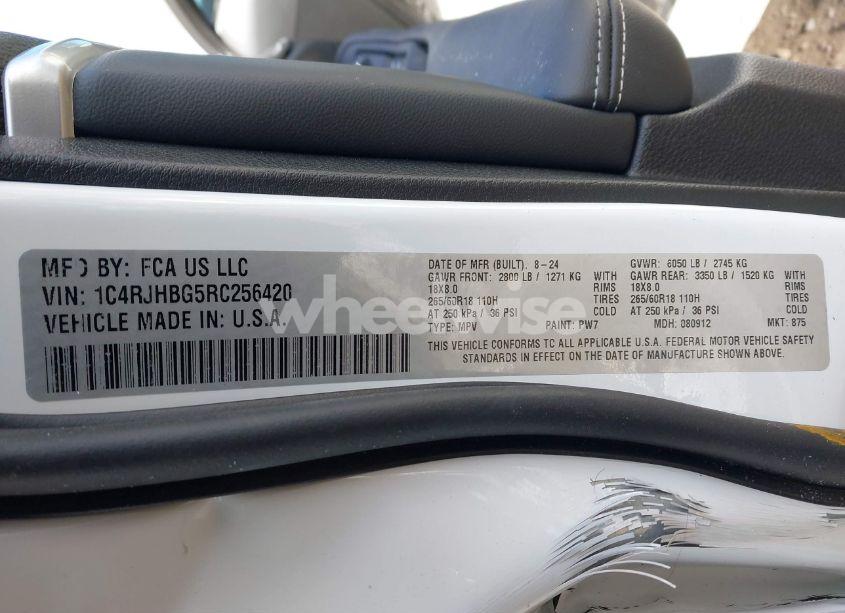 MFD BY: FCA US LLC
VIN: 1C4RJHBG5RC256420
VEHICLE MADE IN: U.S.A.
DATE OF MFR (BUILT). 8-24 GVWR: 6050 LB / 2745 KG
GAWR FRONT: 2800 LB / 1271 KG GAWR REAR: 3350 LB / 1520 KG
18X8.0 RIMS 18X8.0 RIMS
265/60R18 110H TIRES 265/60R18 110H TIRES
AT 250 kPa / 36 PSI COLD AT 250 kPa / 36 PSI COLD
TYPE: MPV PAINT: PW7 MDH: 080912 MKT: 875
THIS VEHICLE CONFORMS TO ALL APPLICABLE U.S.A. FEDERAL MOTOR VEHICLE SAFETY
STANDARDS IN EFFECT ON THE DATE OF MANUFACTURE SHOWN ABOVE.
wheelwise